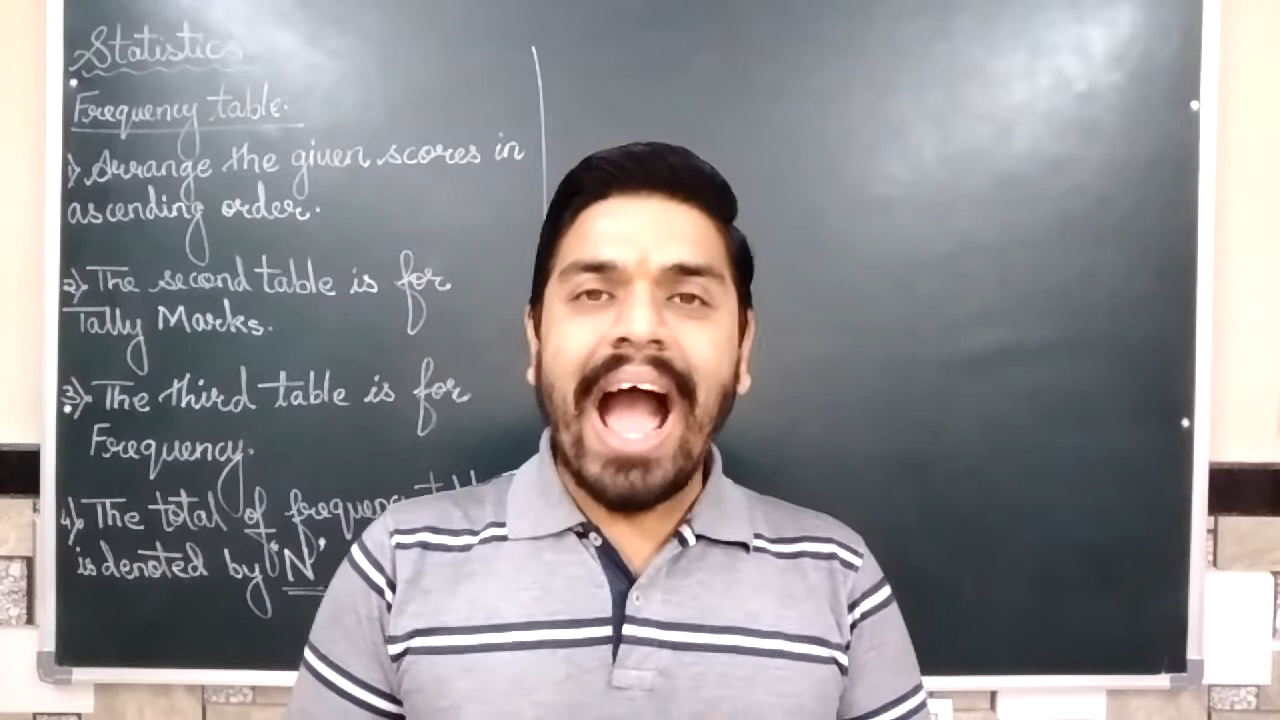 Statistics
Frequency table:
1) Arrange the given scores in
ascending order.
2) The second table is for
Tally Marks.
3) The third table is for
Frequency.
4) The total of frequency
is denoted by "N"